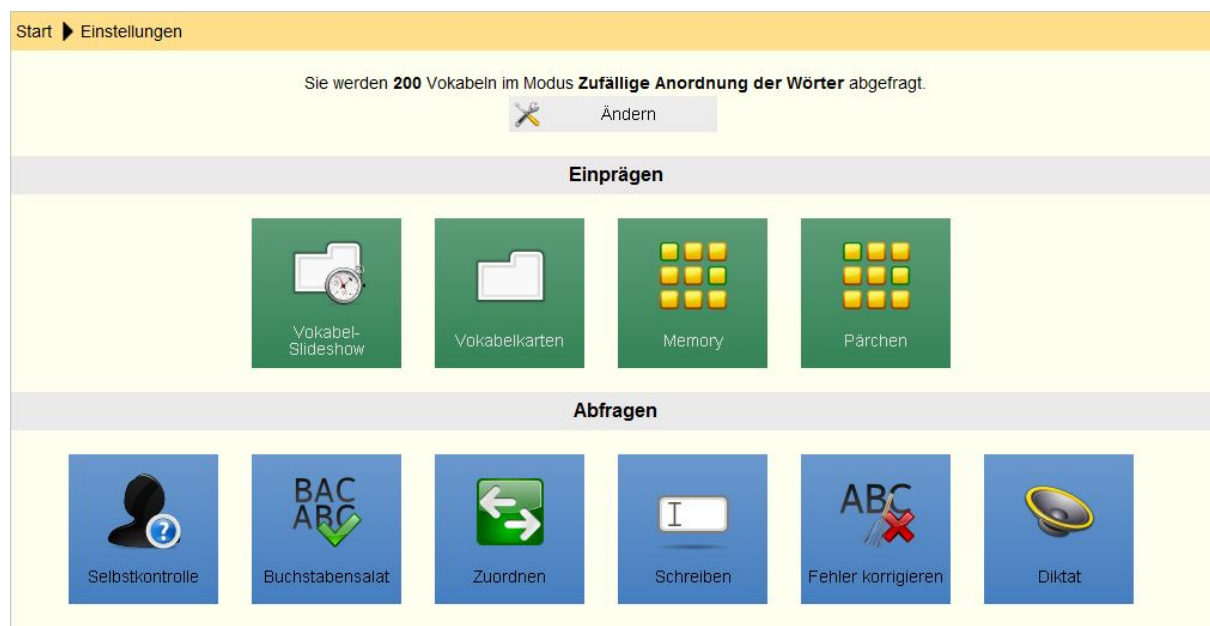 Start Einstellungen
Sie werden 200 Vokabeln im Modus Zufällige Anordnung der Wörter abgefragt.
Ändern
Einprägen
Vokabel-
Slideshow
Vokabelkarten
Memory
Pärchen
Abfragen
BAC
ABC
ABC
Selbstkontrolle
Buchstabensalat
Zuordnen
Schreiben
Fehler korrigieren
Diktat